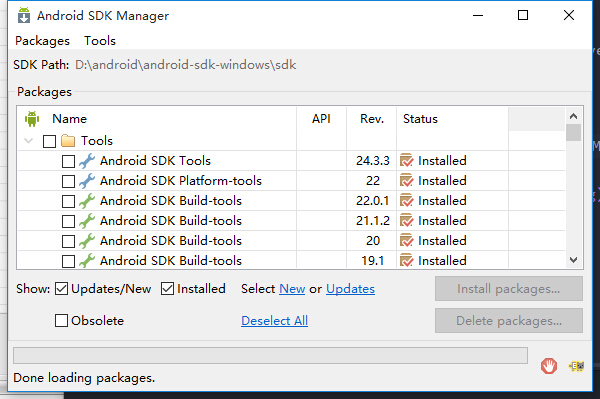 Android SDK Manager
Packages Tools
SDK Path: D:\android\android-sdk-windows\sdk
Packages
Name API Rev. Status
Tools
Android SDK Tools 24.3.3 Installed
Android SDK Platform-tools 22 Installed
Android SDK Build-tools 22.0.1 Installed
Android SDK Build-tools 21.1.2 Installed
Android SDK Build-tools 20 Installed
Android SDK Build-tools 19.1 Installed
Show: Updates/New Installed Select New or Updates Install packages...
Obsolete Deselect All Delete packages...
Done loading packages.